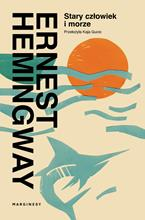 ERNEST
HEMINGWAY
Stary człowiek
i morze
Przełożyła Kaja Gucio
MARGINESY